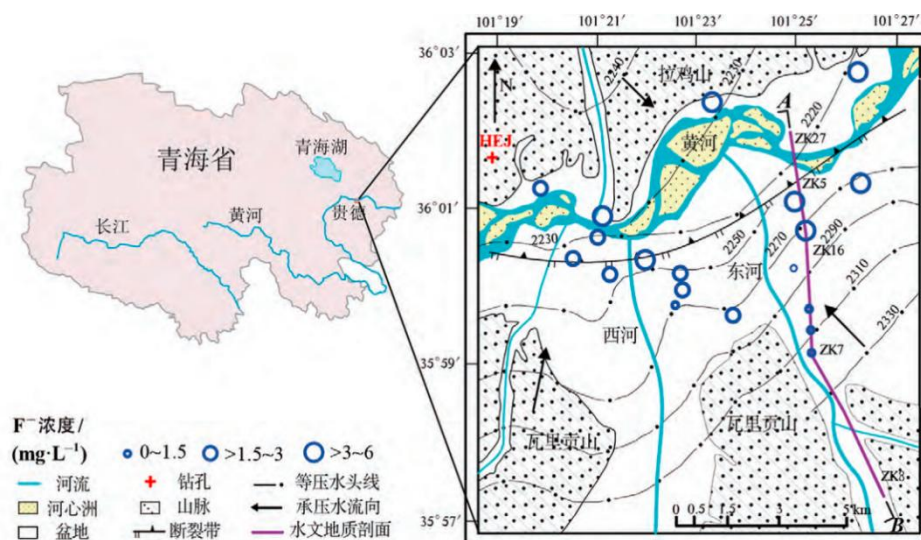 青海省
青海湖
贵德
黄河
长江
F⁻浓度/
(mg·L⁻¹)
0~1.5 >1.5~3 >3~6
河流 钻孔 等压水头线
河心洲 山脉 承压水流向
盆地 断裂带 水文地质剖面
101°19 101°21 101°23 101°25 101°27
36°03′
36°01′
35°59′
35°57′
N
HEJ
2240
2230
拉鸡山
A
2220
ZK27
黄河
ZK5
2230
2250
2270
2290
ZK16
东河
2310
2330
西河
ZK7
瓦里贡山
瓦里贡山
ZK3
B
0 0.5 1.5 3 5 km